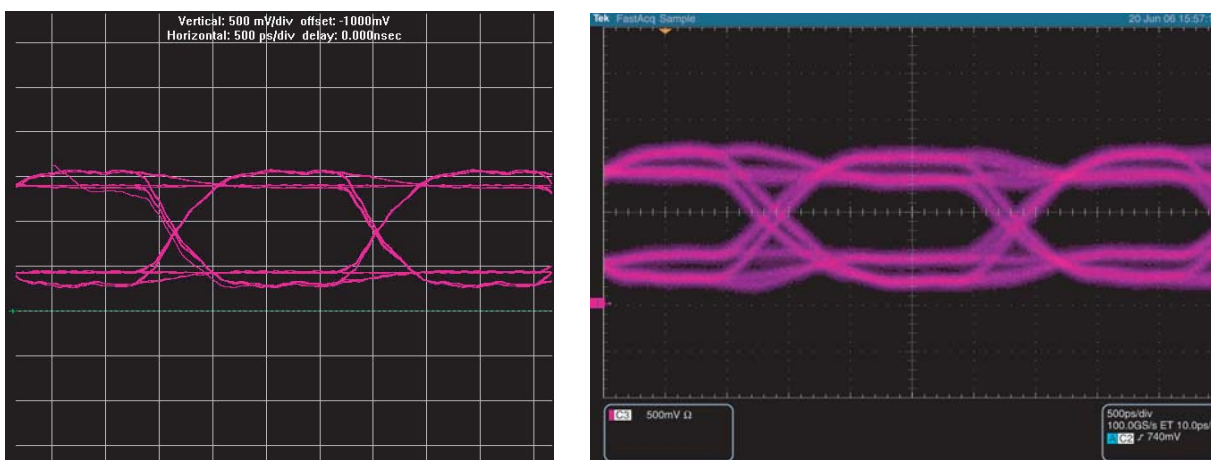 Vertical: 500 mV/div offset: -1000mV
Horizontal: 500 ps/div delay: 0.000nsec
Tek FastAcq Sample
20 Jun 06 15:57:1
C3 500mV Ω
500ps/div
100.0GS/s ET 10.0ps/
A C2 ƒ 740mV